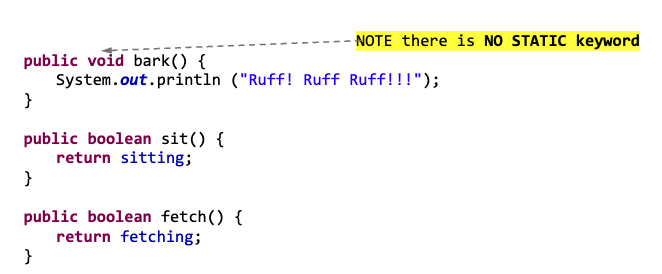 NOTE there is NO STATIC keyword
public void bark() {
System.out.println ("Ruff! Ruff Ruff!!!");
}
public boolean sit() {
return sitting;
}
public boolean fetch() {
return fetching;
}